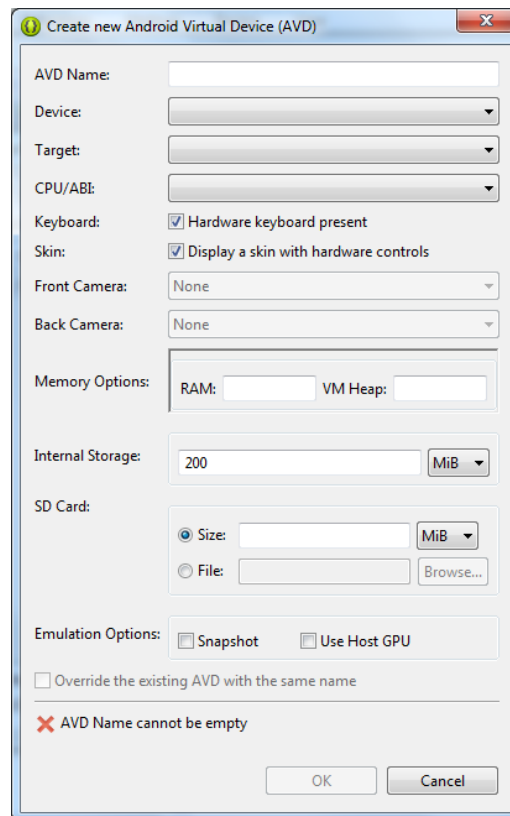 Create new Android Virtual Device (AVD)
AVD Name:
Device:
Target:
CPU/ABI:
Keyboard: Hardware keyboard present
Skin: Display a skin with hardware controls
Front Camera: None
Back Camera: None
Memory Options: RAM: VM Heap:
Internal Storage: 200 MiB
SD Card:
Size: MiB
File: Browse...
Emulation Options: Snapshot Use Host GPU
Override the existing AVD with the same name
AVD Name cannot be empty
OK Cancel